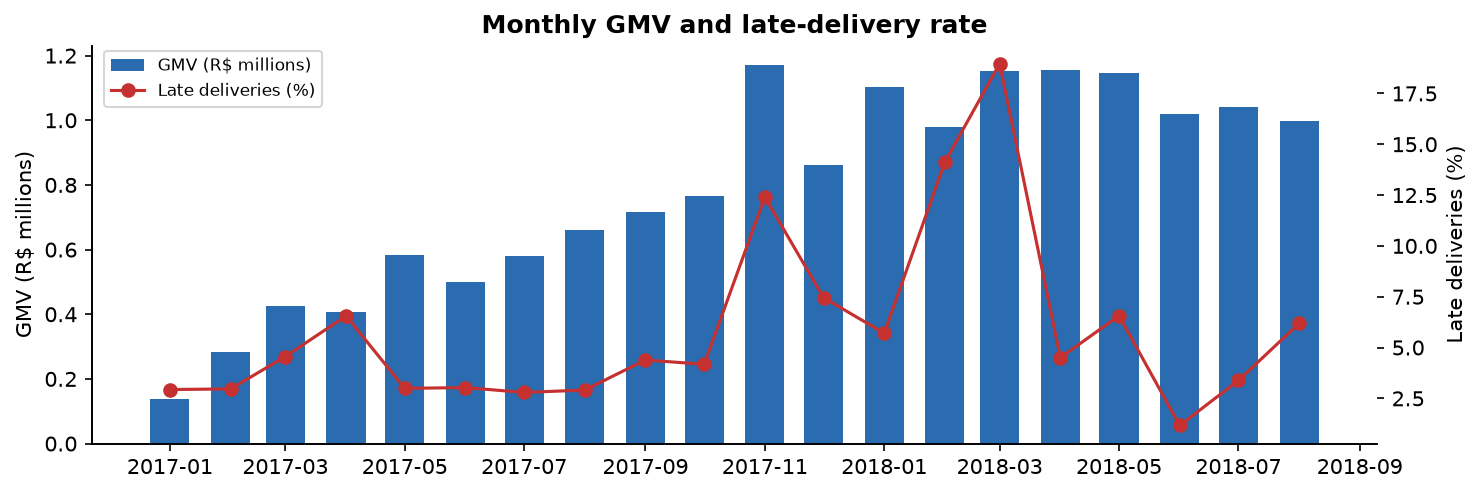 Monthly GMV and late-delivery rate
GMV (R$ millions)
Late deliveries (%)
1.2
1.0
0.8
0.6
0.4
0.2
0.0
GMV (R$ millions)
17.5
15.0
12.5
10.0
7.5
5.0
2.5
Late deliveries (%)
2017-01 2017-03 2017-05 2017-07 2017-09 2017-11 2018-01 2018-03 2018-05 2018-07 2018-09